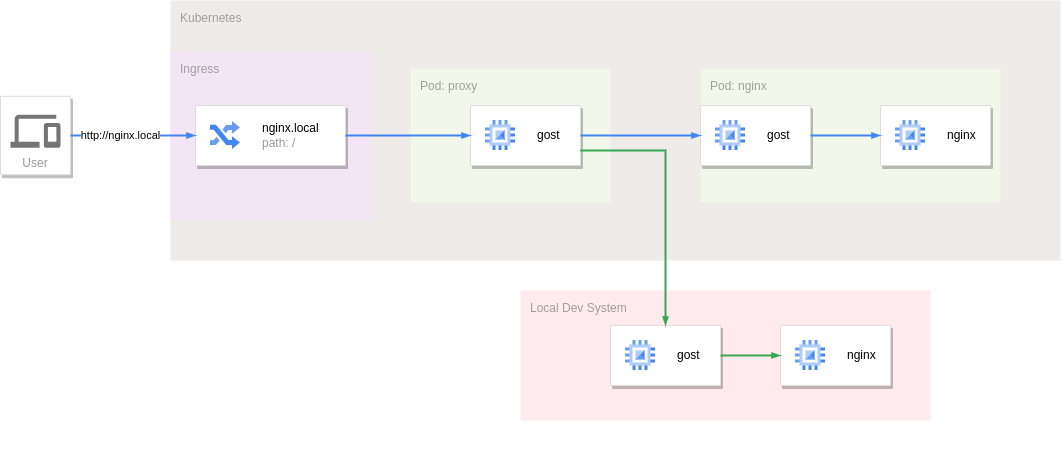 Kubernetes
Ingress
Pod: proxy
Pod: nginx
http://nginx.local
nginx.local
path: /
gost
gost
nginx
User
Local Dev System
gost
nginx